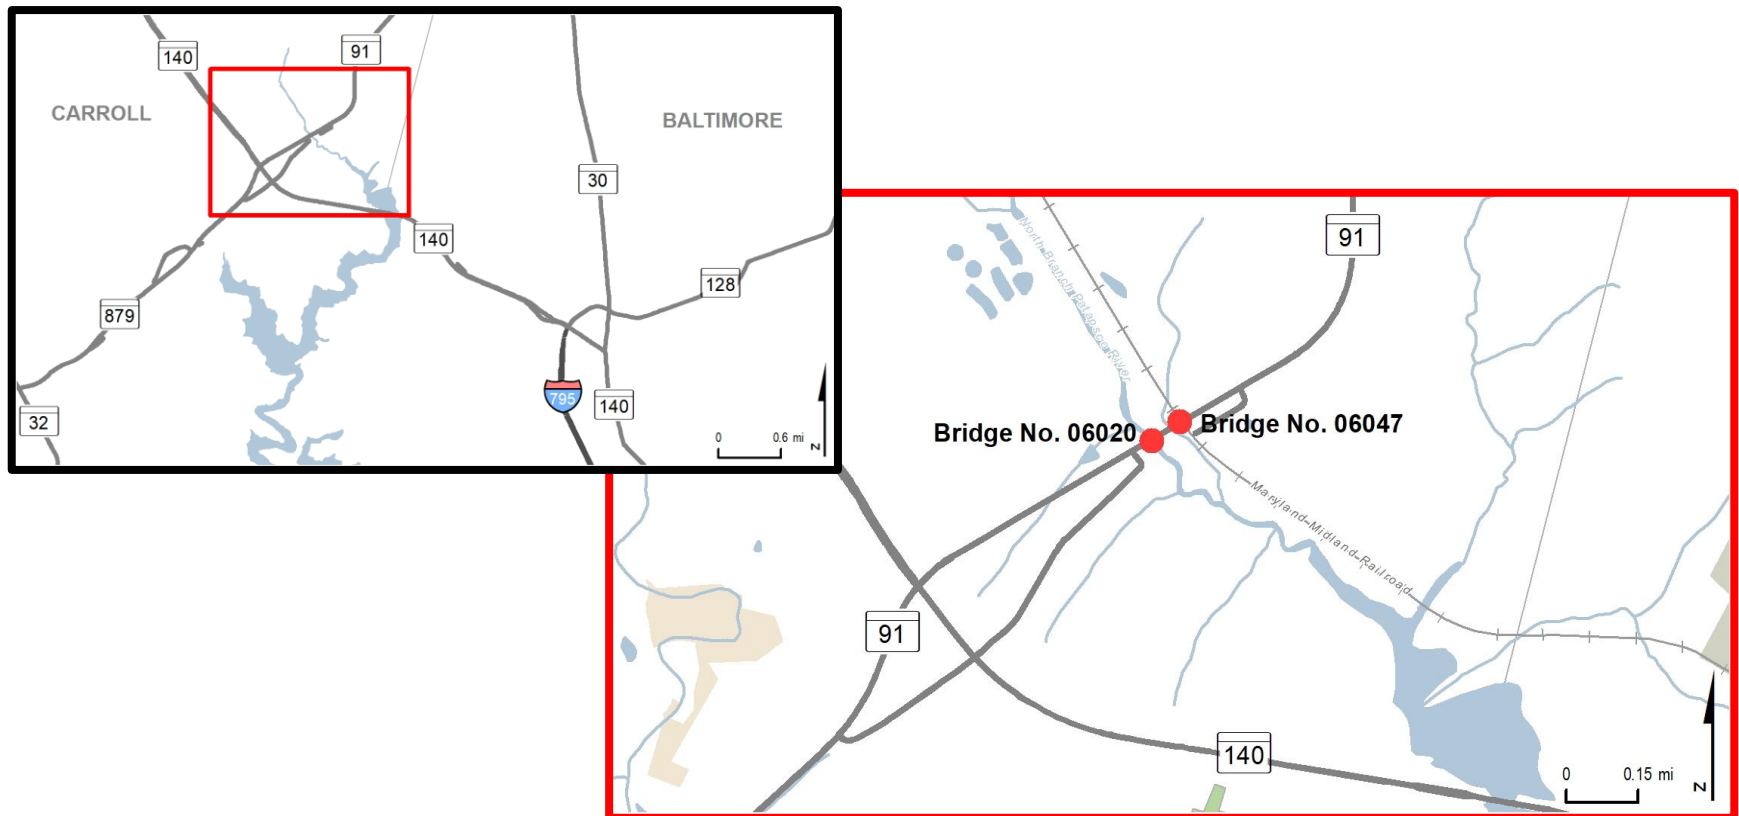 140
91
CARROLL
BALTIMORE
30
140
128
879
795
32
140
0
0.6 mi
N
91
North Branch Patapsco River
Bridge No. 06020
Bridge No. 06047
Maryland Midland Railroad
91
140
0
0.15 mi
N